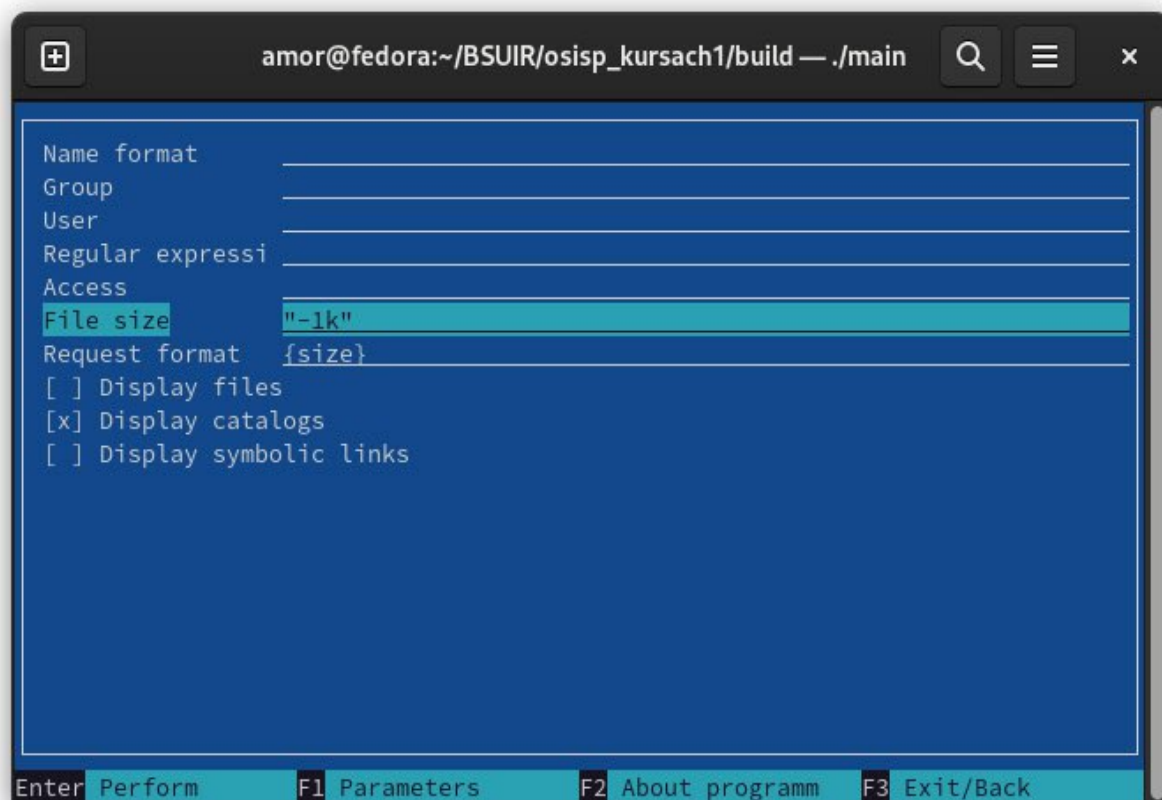 amor@fedora:~/BSUIR/osisp_kursach1/build — ./main
Name format
Group
User
Regular expressi
Access
File size "-1k"
Request format {size}
[ ] Display files
[x] Display catalogs
[ ] Display symbolic links
Enter Perform F1 Parameters F2 About programm F3 Exit/Back